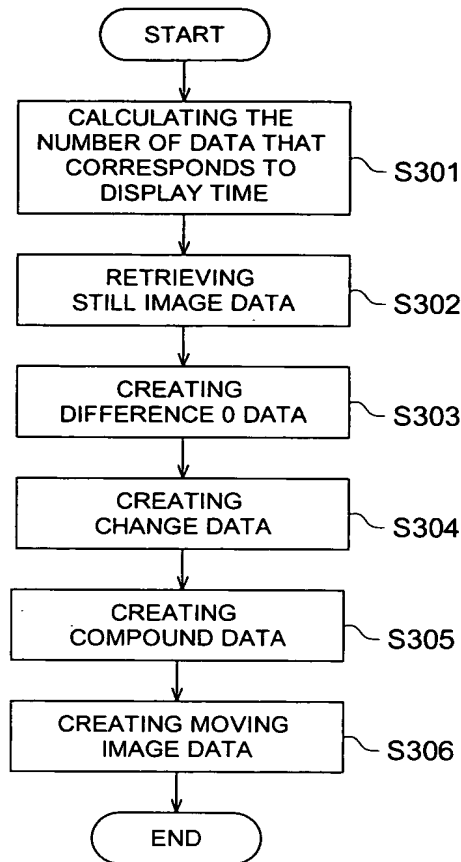 START
CALCULATING THE
NUMBER OF DATA THAT
CORRESPONDS TO
DISPLAY TIME
S301
RETRIEVING
STILL IMAGE DATA
S302
CREATING
DIFFERENCE 0 DATA
S303
CREATING
CHANGE DATA
S304
CREATING
COMPOUND DATA
S305
CREATING MOVING
IMAGE DATA
S306
END